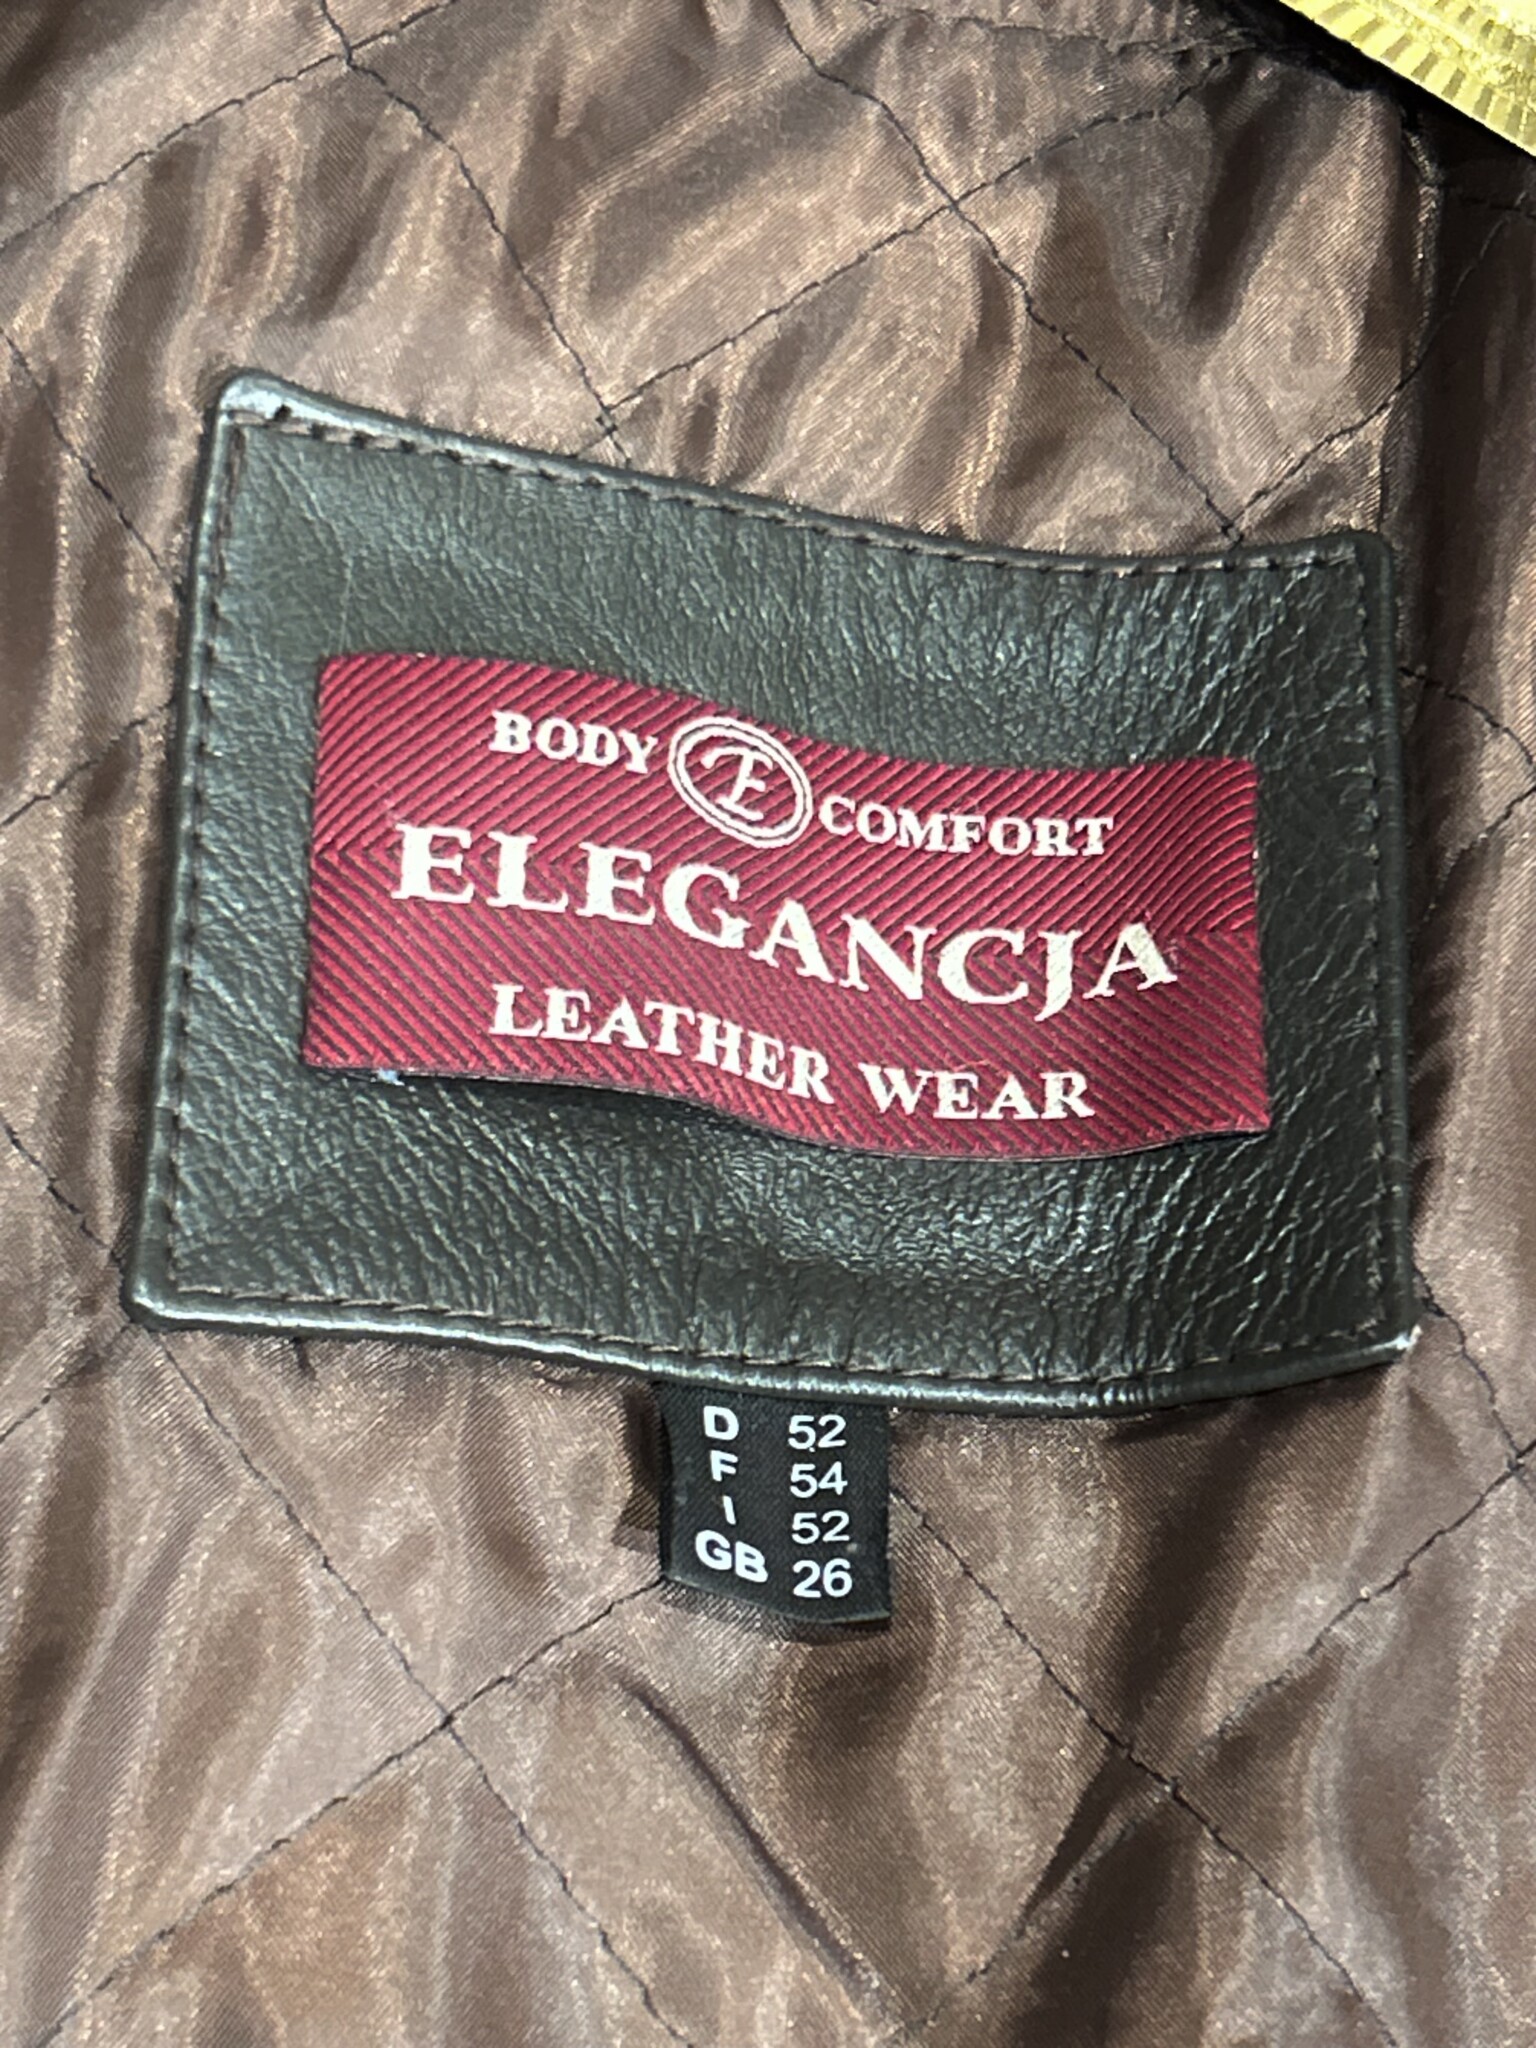 BODY E COMFORT
ELEGANCJA
LEATHER WEAR
D 52
F 54
I 52
GB 26